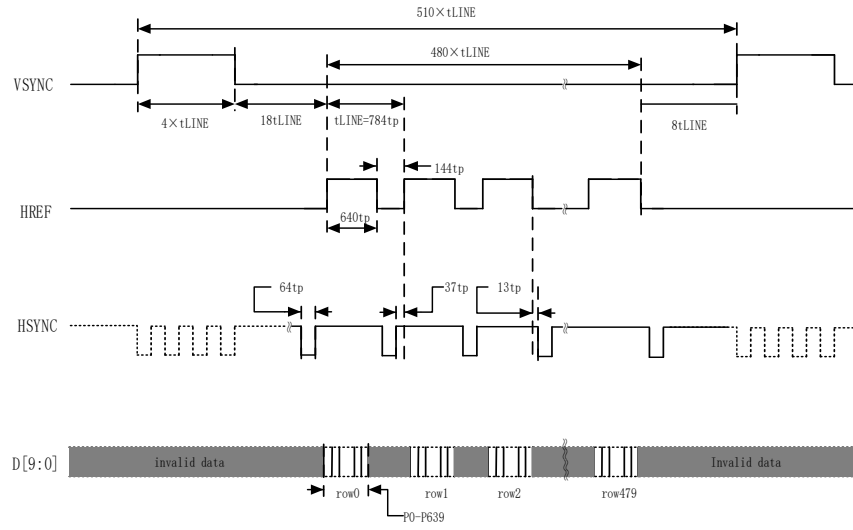 510×tLINE
480×tLINE
VSYNC
4×tLINE
18tLINE
tLINE=784tp
8tLINE
144tp
HREF
640tp
64tp
37tp
13tp
HSYNC
D[9:0]
invalid data
Invalid data
row0
row1
row2
row479
PO-P639